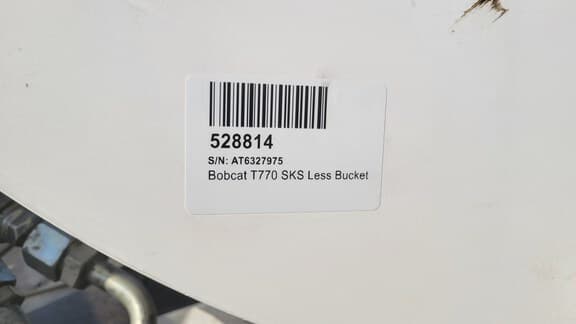 528814
S/N: AT6327975
Bobcat T770 SKS Less Bucket